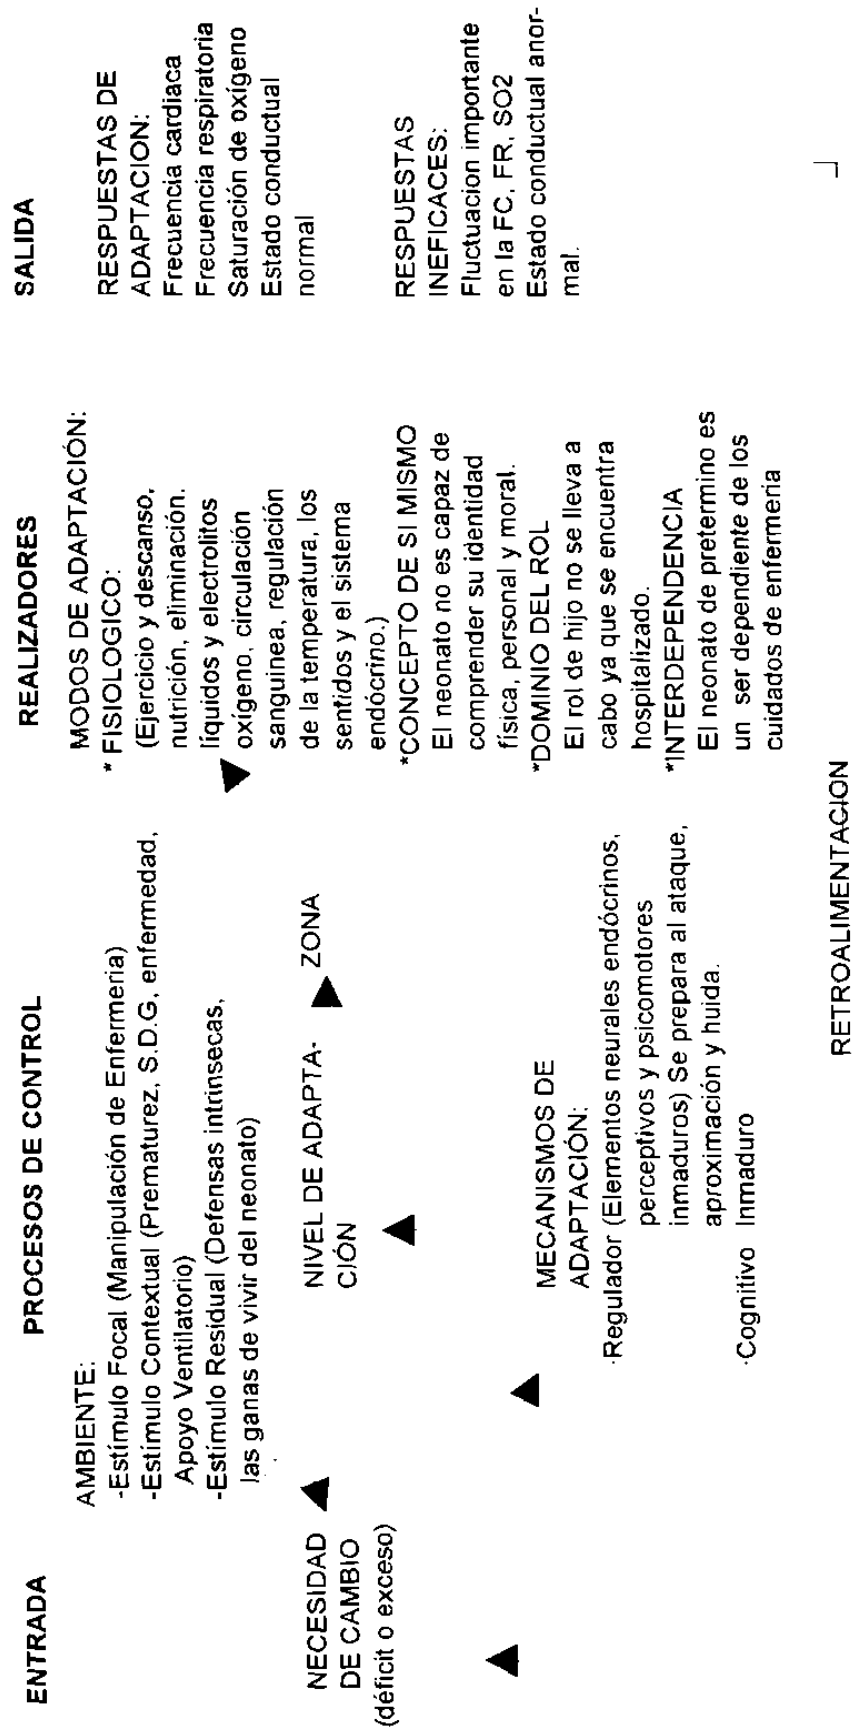 ENTRADA
PROCESOS DE CONTROL
REALIZADORES
SALIDA
NECESIDAD
DE CAMBIO
(déficit o exceso)
AMBIENTE:
-Estímulo Focal (Manipulación de Enfermeria)
-Estímulo Contextual (Prematurez, S.D.G, enfermedad,
Apoyo Ventilatorio)
-Estímulo Residual (Defensas intrinsecas,
las ganas de vivir del neonato)
NIVEL DE ADAPTA-
CIÓN
ZONA
MECANISMOS DE
ADAPTACIÓN:
·Regulador (Elementos neurales endócrinos,
perceptivos y psicomotores
inmaduros) Se prepara al ataque,
aproximación y huida.
·Cognitivo Inmaduro
MODOS DE ADAPTACIÓN:
* FISIOLOGICO:
(Ejercicio y descanso,
nutrición, eliminación.
líquidos y electrolitos
oxígeno, circulación
sanguinea, regulación
de la temperatura, los
sentidos y el sistema
endócrino.)
*CONCEPTO DE SI MISMO
El neonato no es capaz de
comprender su identidad
física, personal y moral.
*DOMINIO DEL ROL
El rol de hijo no se lleva a
cabo ya que se encuentra
hospitalizado.
*INTERDEPENDENCIA
El neonato de pretermino es
un ser dependiente de los
cuidados de enfermeria
RESPUESTAS DE
ADAPTACION:
Frecuencia cardiaca
Frecuencia respiratoria
Saturación de oxígeno
Estado conductual
normal
RESPUESTAS
INEFICACES:
Fluctuacion importante
en la FC, FR, SO2
Estado conductual anor-
mal.
RETROALIMENTACION